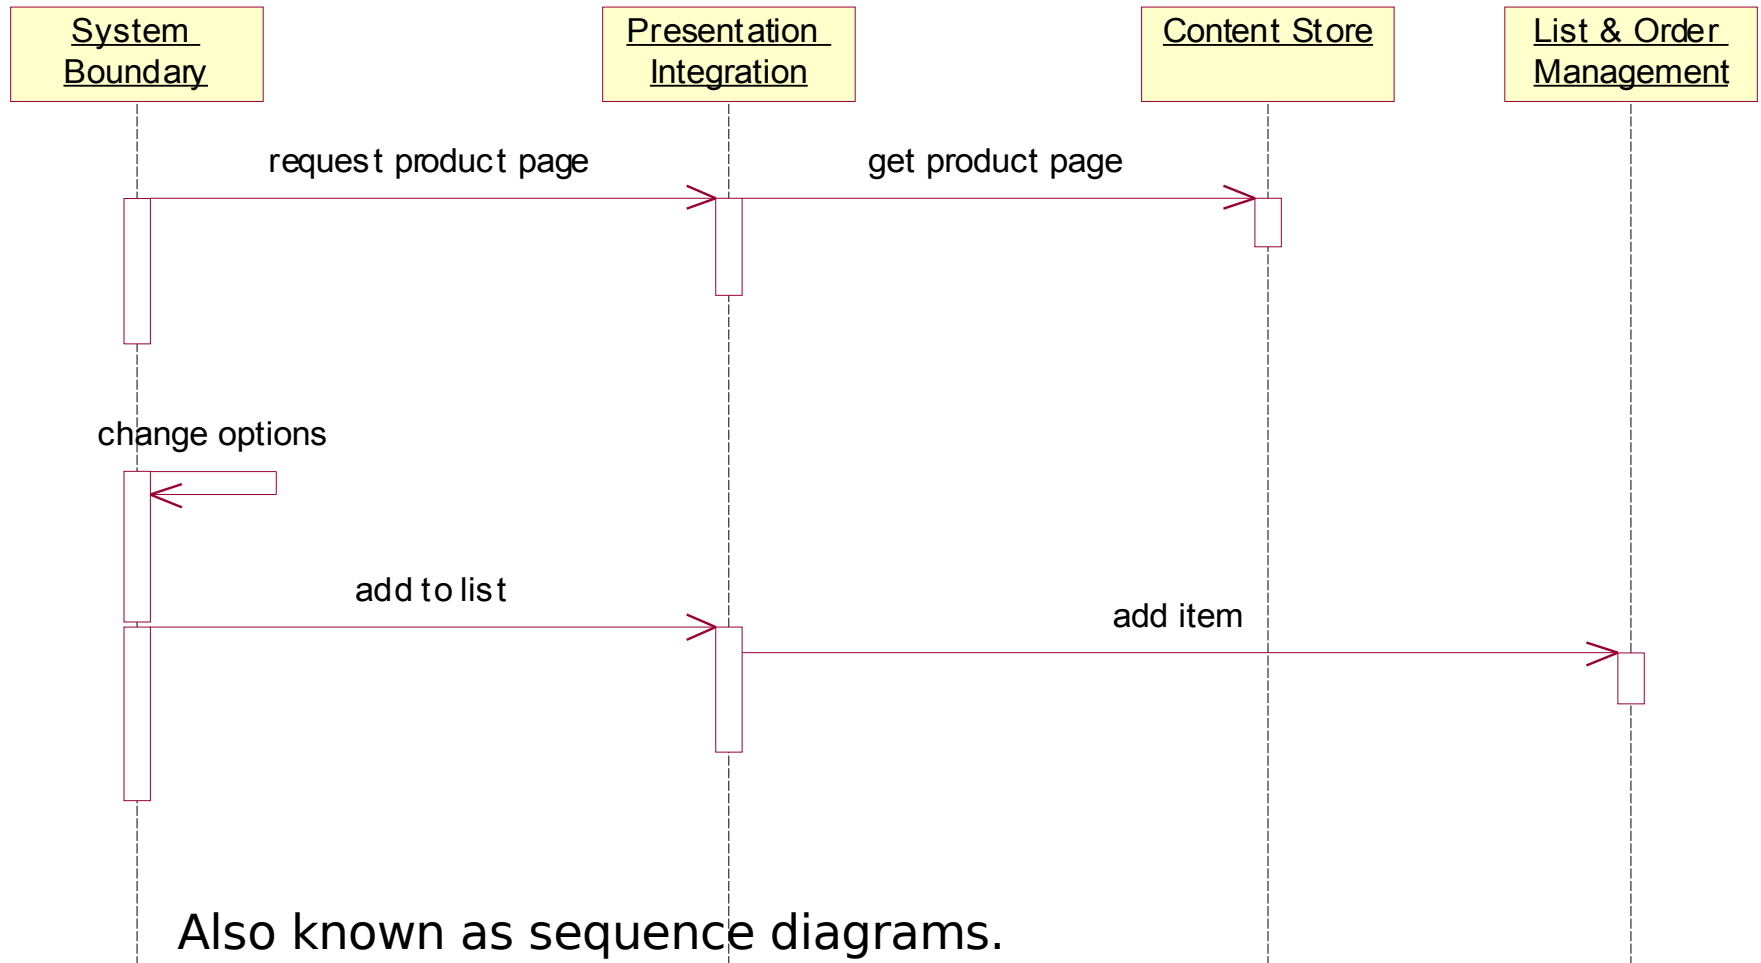 System
Boundary
Presentation
Integration
Content Store
List & Order
Management
request product page
get product page
change options
add to list
add item
Also known as sequence diagrams.